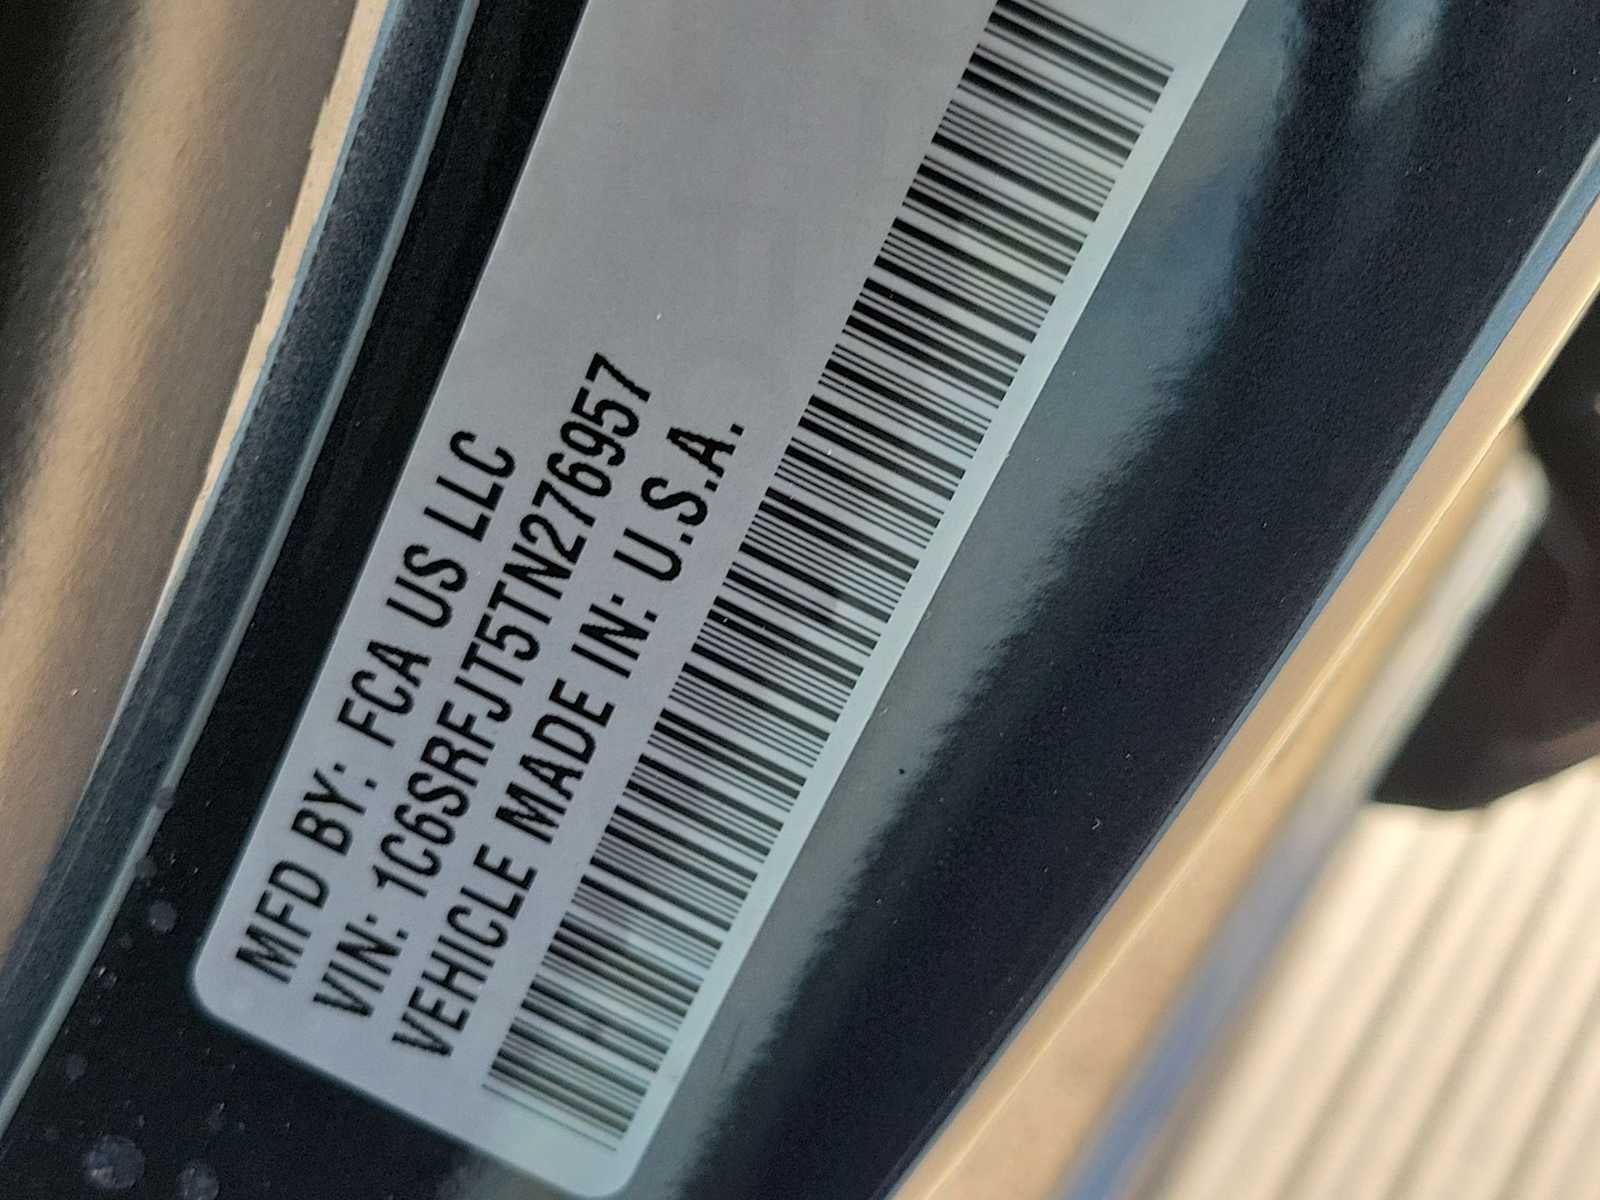 MFD BY: FCA US LLC
VIN: 1C6SRFJT5TN276957
VEHICLE MADE IN: U.S.A.